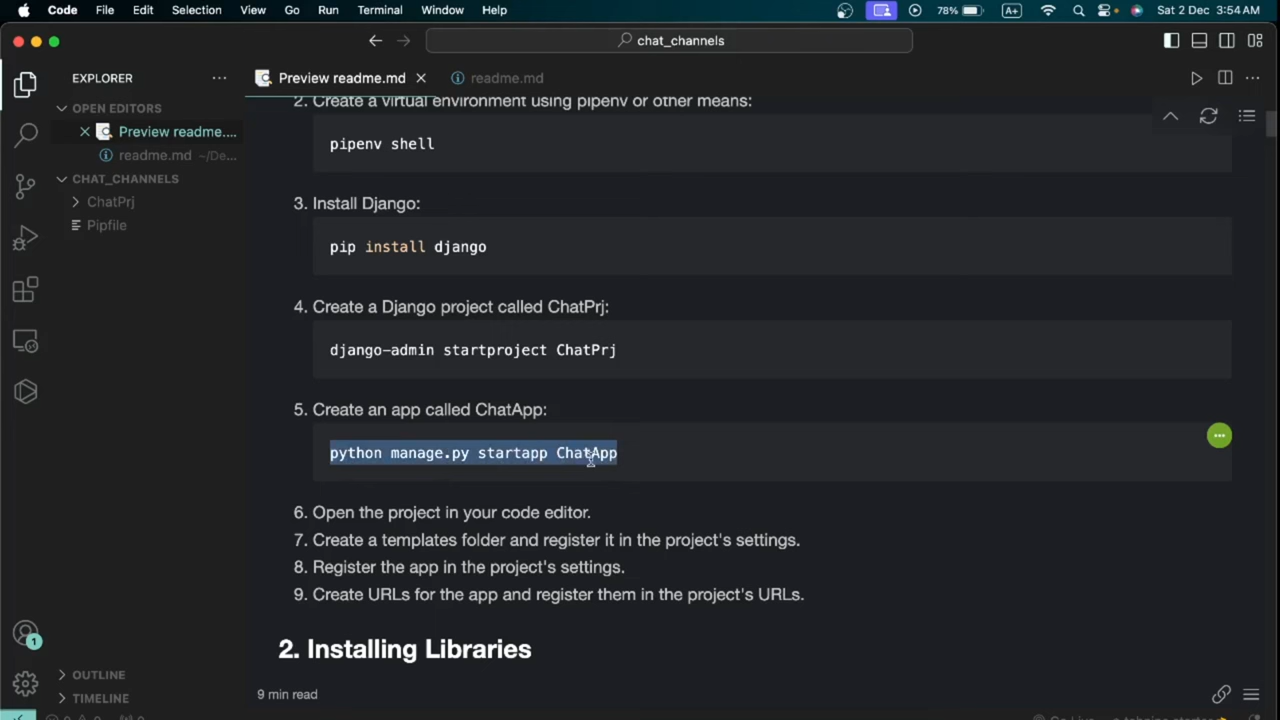 Code File Edit Selection View Go Run Terminal Window Help 78% A+ Sat 2 Dec 3:54 AM
chat_channels
EXPLORER
Preview readme.md
readme.md
OPEN EDITORS
Preview readme....
readme.md ~/De...
CHAT_CHANNELS
ChatPrj
Pipfile
2. Create a virtual environment using pipenv or other means:
pipenv shell
3. Install Django:
pip install django
4. Create a Django project called ChatPrj:
django-admin startproject ChatPrj
5. Create an app called ChatApp:
python manage.py startapp ChatApp
6. Open the project in your code editor.
7. Create a templates folder and register it in the project's settings.
8. Register the app in the project's settings.
9. Create URLs for the app and register them in the project's URLs.
2. Installing Libraries
1
OUTLINE
TIMELINE
9 min read